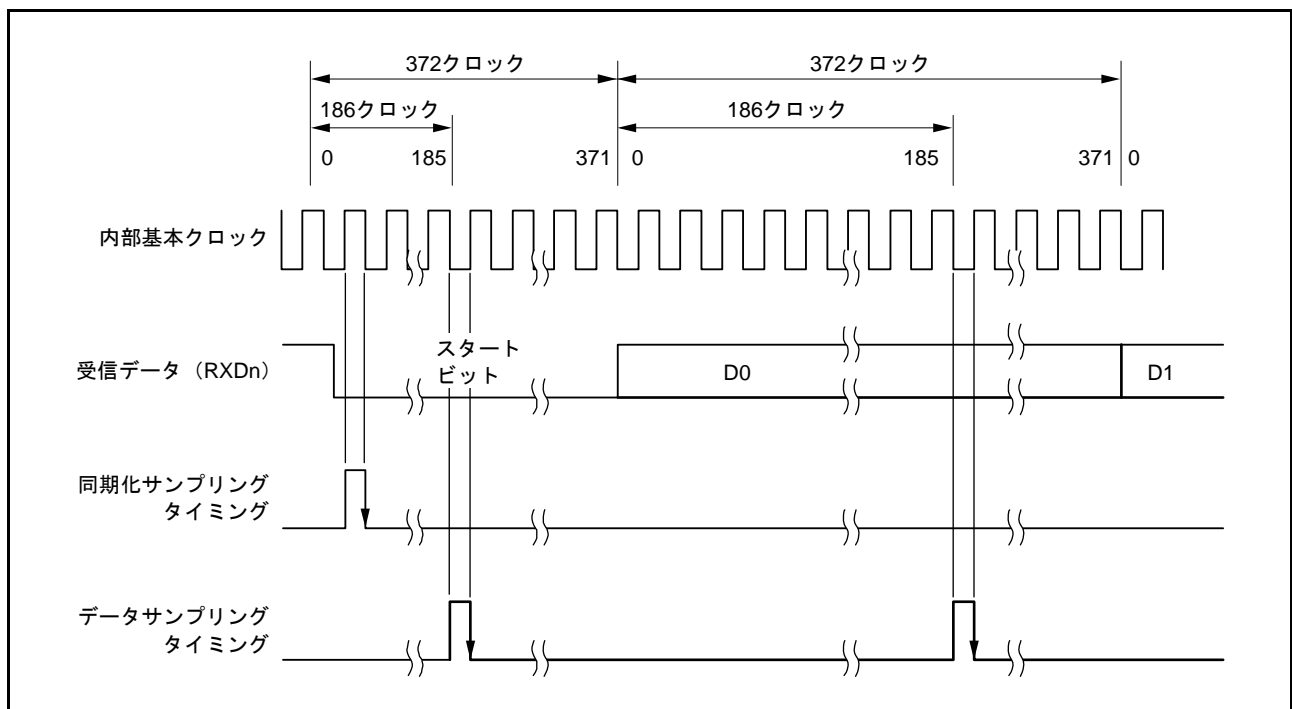 372クロック 372クロック
186クロック 186クロック
0 185 371 0 185 371 0
内部基本クロック
受信データ（RXDn）
スタート
ビット
D0
D1
同期化サンプリング
タイミング
データサンプリング
タイミング